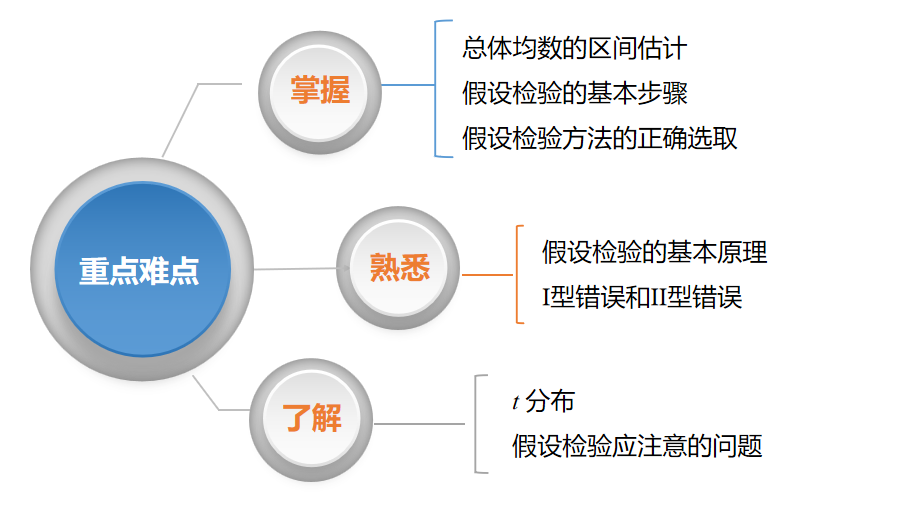 重点难点
掌握
总体均数的区间估计
假设检验的基本步骤
假设检验方法的正确选取
熟悉
假设检验的基本原理
I型错误和II型错误
了解
t 分布
假设检验应注意的问题